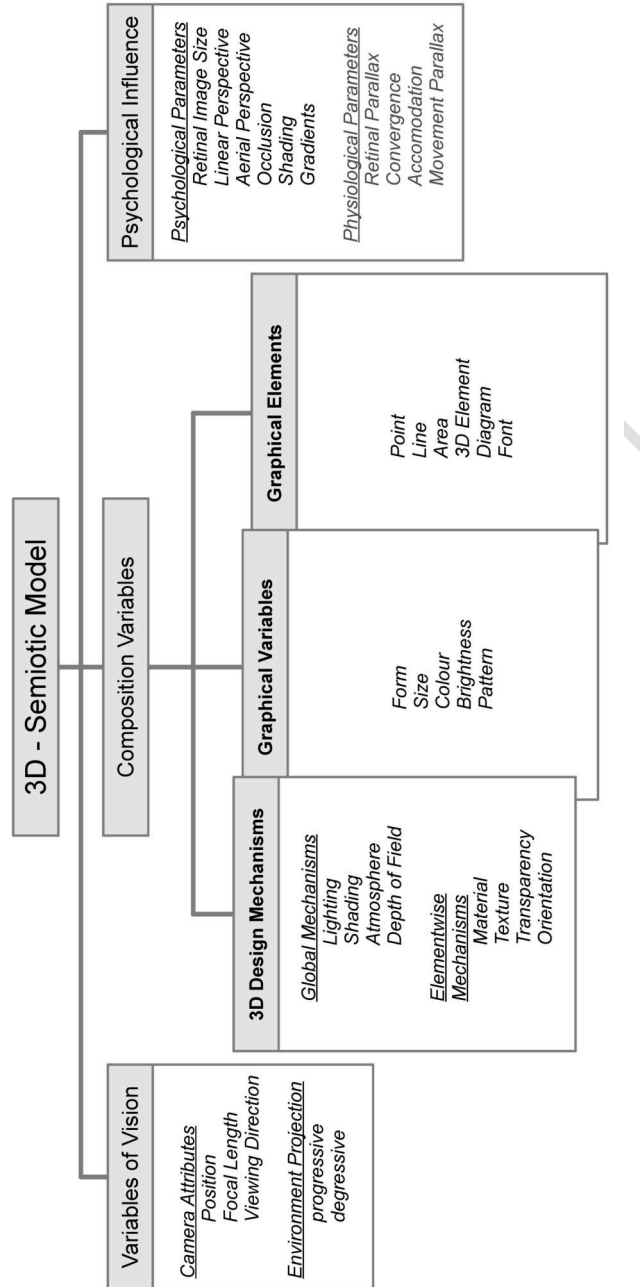 3D - Semiotic Model
Variables of Vision
Camera Attributes
Position
Focal Length
Viewing Direction
Environment Projection
progressive
degressive
Composition Variables
3D Design Mechanisms
Global Mechanisms
Lighting
Shading
Atmosphere
Depth of Field
Elementwise
Mechanisms
Material
Texture
Transparency
Orientation
Graphical Variables
Form
Size
Colour
Brightness
Pattern
Graphical Elements
Point
Line
Area
3D Element
Diagram
Font
Psychological Influence
Psychological Parameters
Retinal Image Size
Linear Perspective
Aerial Perspective
Occlusion
Shading
Gradients
Physiological Parameters
Retinal Parallax
Convergence
Accomodation
Movement Parallax